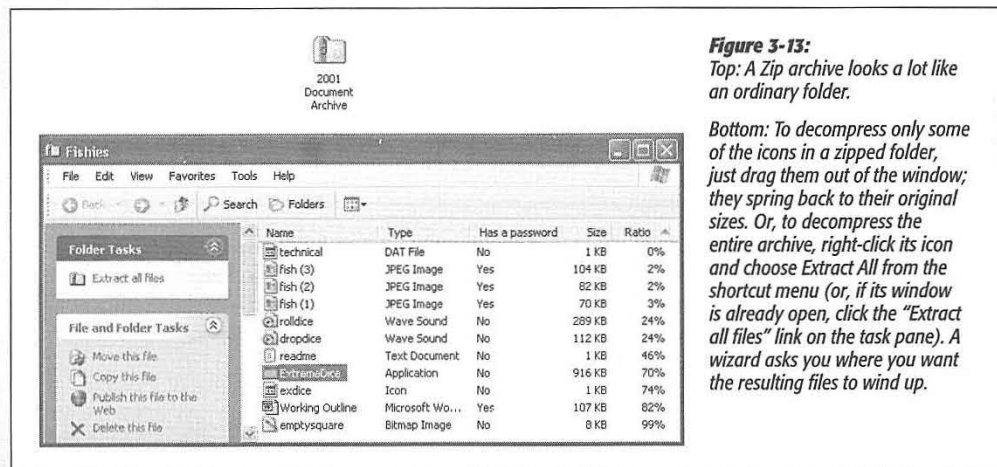 2001
Document
Archive
Fishies
File Edit View Favorites Tools Help
Back Search Folders
Folder Tasks
Extract all files
File and Folder Tasks
Move this file
Copy this file
Publish this file to the
Web
Delete this file
Name Type Has a password Size Ratio
technical DAT File No 1 KB 0%
fish (3) JPEG Image Yes 104 KB 2%
fish (2) JPEG Image Yes 82 KB 2%
fish (1) JPEG Image Yes 70 KB 3%
rolldice Wave Sound No 289 KB 24%
dropdice Wave Sound No 112 KB 24%
readme Text Document No 1 KB 46%
ExtremeDice Application No 916 KB 70%
exdice Icon No 1 KB 74%
Working Outline Microsoft Wo... Yes 107 KB 82%
emptysquare Bitmap Image No 8 KB 99%
Figure 3-13:
Top: A Zip archive looks a lot like
an ordinary folder.
Bottom: To decompress only some
of the icons in a zipped folder,
just drag them out of the window;
they spring back to their original
sizes. Or, to decompress the
entire archive, right-click its icon
and choose Extract All from the
shortcut menu (or, if its window
is already open, click the “Extract
all files” link on the task pane). A
wizard asks you where you want
the resulting files to wind up.